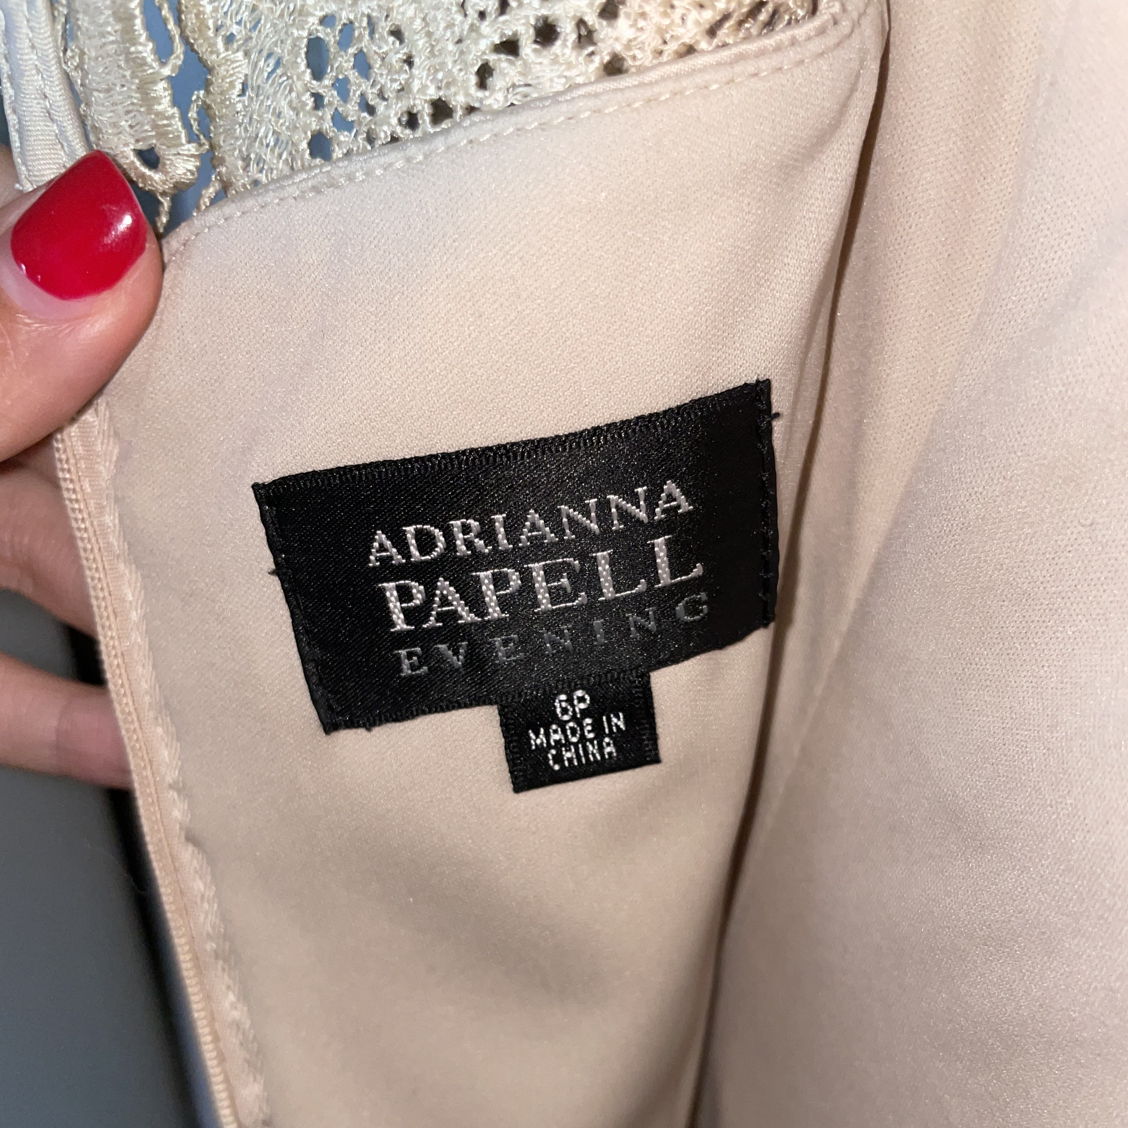 ADRIANNA
PAPELL
EVENING
6P
MADE IN
CHINA